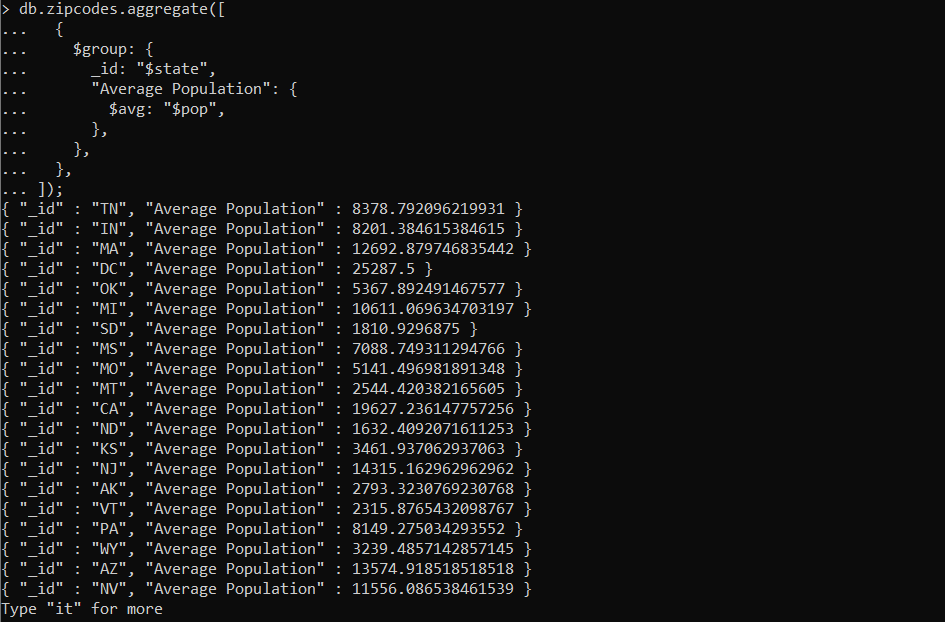 > db.zipcodes.aggregate([
...   {
...     $group: {
...       _id: "$state",
...       "Average Population": {
...         $avg: "$pop",
...       },
...     },
...   },
... ]);
{ "_id" : "TN", "Average Population" : 8378.792096219931 }
{ "_id" : "IN", "Average Population" : 8201.384615384615 }
{ "_id" : "MA", "Average Population" : 12692.879746835442 }
{ "_id" : "DC", "Average Population" : 25287.5 }
{ "_id" : "OK", "Average Population" : 5367.892491467577 }
{ "_id" : "MI", "Average Population" : 10611.069634703197 }
{ "_id" : "SD", "Average Population" : 1810.9296875 }
{ "_id" : "MS", "Average Population" : 7088.749311294766 }
{ "_id" : "MO", "Average Population" : 5141.496981891348 }
{ "_id" : "MT", "Average Population" : 2544.420382165605 }
{ "_id" : "CA", "Average Population" : 19627.236147757256 }
{ "_id" : "ND", "Average Population" : 1632.4092071611253 }
{ "_id" : "KS", "Average Population" : 3461.937062937063 }
{ "_id" : "NJ", "Average Population" : 14315.162962962962 }
{ "_id" : "AK", "Average Population" : 2793.3230769230768 }
{ "_id" : "VT", "Average Population" : 2315.8765432098767 }
{ "_id" : "PA", "Average Population" : 8149.275034293552 }
{ "_id" : "WY", "Average Population" : 3239.4857142857145 }
{ "_id" : "AZ", "Average Population" : 13574.918518518518 }
{ "_id" : "NV", "Average Population" : 11556.086538461539 }
Type "it" for more